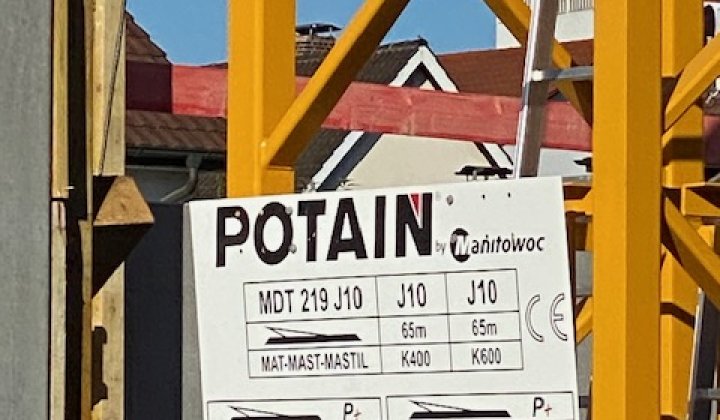 POTAIN
by Manitowoc
MDT 219 J10 J10 J10
65m 65m
MAT-MAST-MASTIL K400 K600
CE
P+ P+